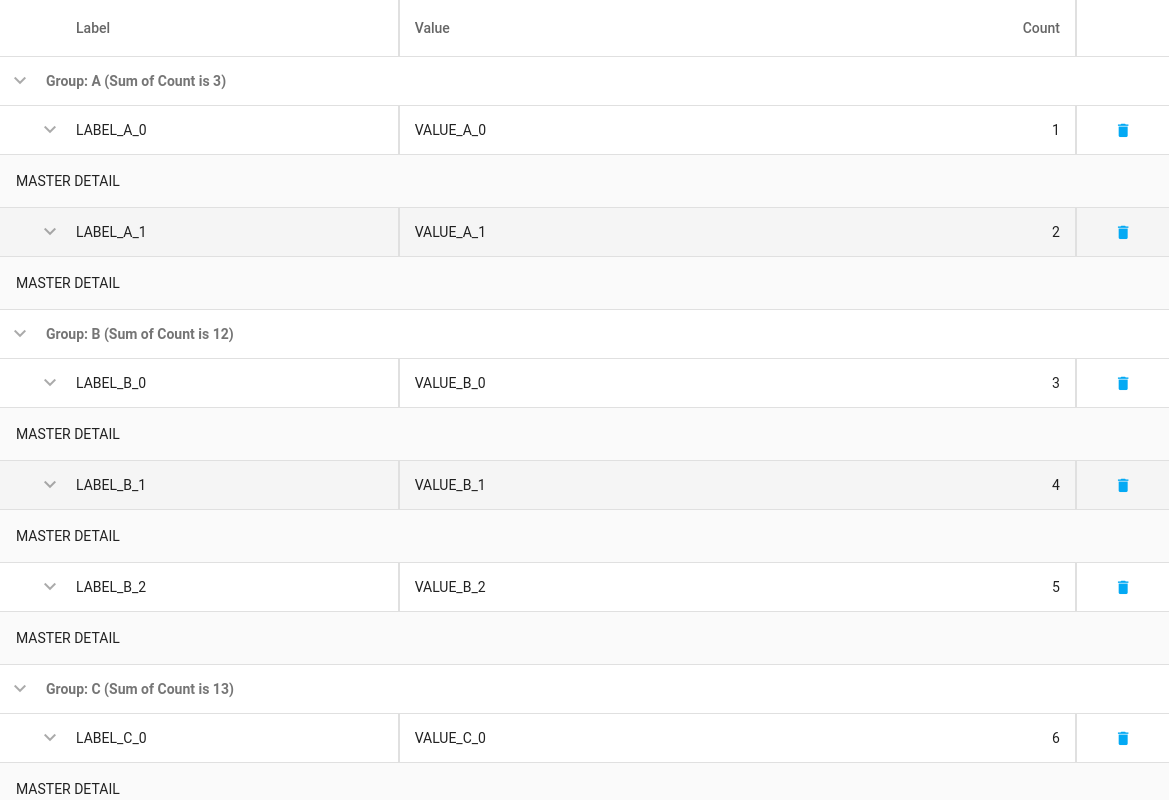 Label Value Count
Group: A (Sum of Count is 3)
LABEL_A_0 VALUE_A_0 1
MASTER DETAIL
LABEL_A_1 VALUE_A_1 2
MASTER DETAIL
Group: B (Sum of Count is 12)
LABEL_B_0 VALUE_B_0 3
MASTER DETAIL
LABEL_B_1 VALUE_B_1 4
MASTER DETAIL
LABEL_B_2 VALUE_B_2 5
MASTER DETAIL
Group: C (Sum of Count is 13)
LABEL_C_0 VALUE_C_0 6
MASTER DETAIL